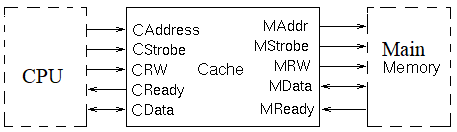 CPU
CAddress
CStrobe
CRW
CReady
CData
Cache
MAddr
MStrobe
MRW
MData
MReady
Main
Memory